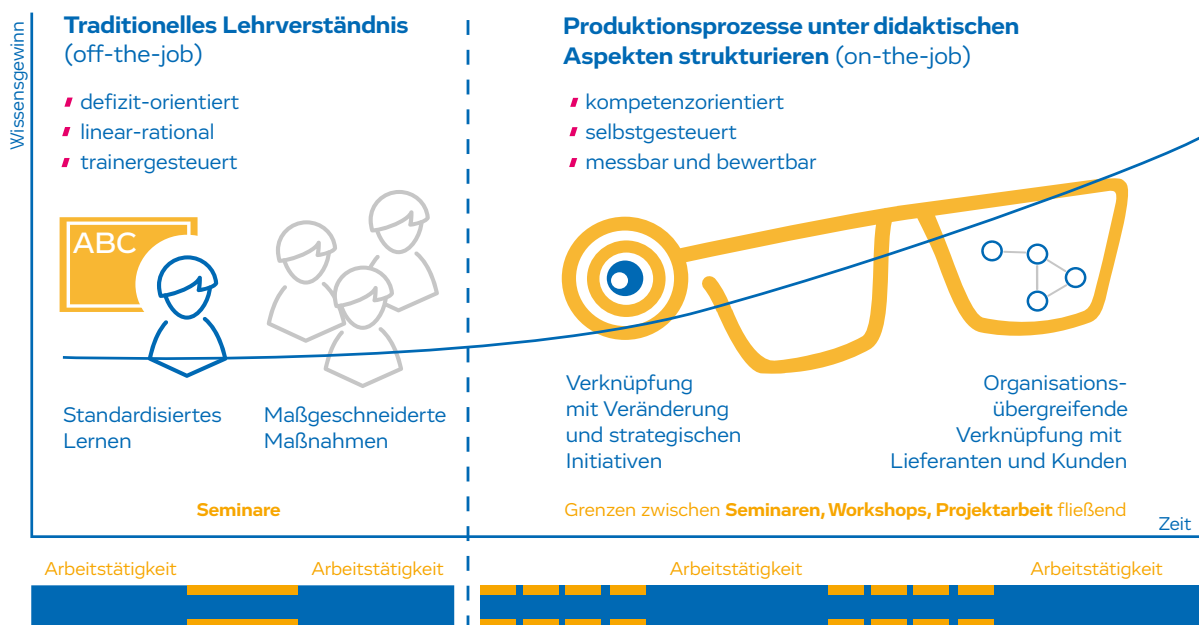 Wissensgewinn
Traditionelles Lehrverständnis
(off-the-job)
defizit-orientiert
linear-rational
trainergesteuert
ABC
Standardisiertes
Lernen
Maßgeschneiderte
Maßnahmen
Seminare
Produktionsprozesse unter didaktischen
Aspekten strukturieren (on-the-job)
kompetenzorientiert
selbstgesteuert
messbar und bewertbar
Verknüpfung
mit Veränderung
und strategischen
Initiativen
Organisations-
übergreifende
Verknüpfung mit
Lieferanten und Kunden
Grenzen zwischen Seminaren, Workshops, Projektarbeit fließend
Zeit
Arbeitstätigkeit
Arbeitstätigkeit
Arbeitstätigkeit
Arbeitstätigkeit